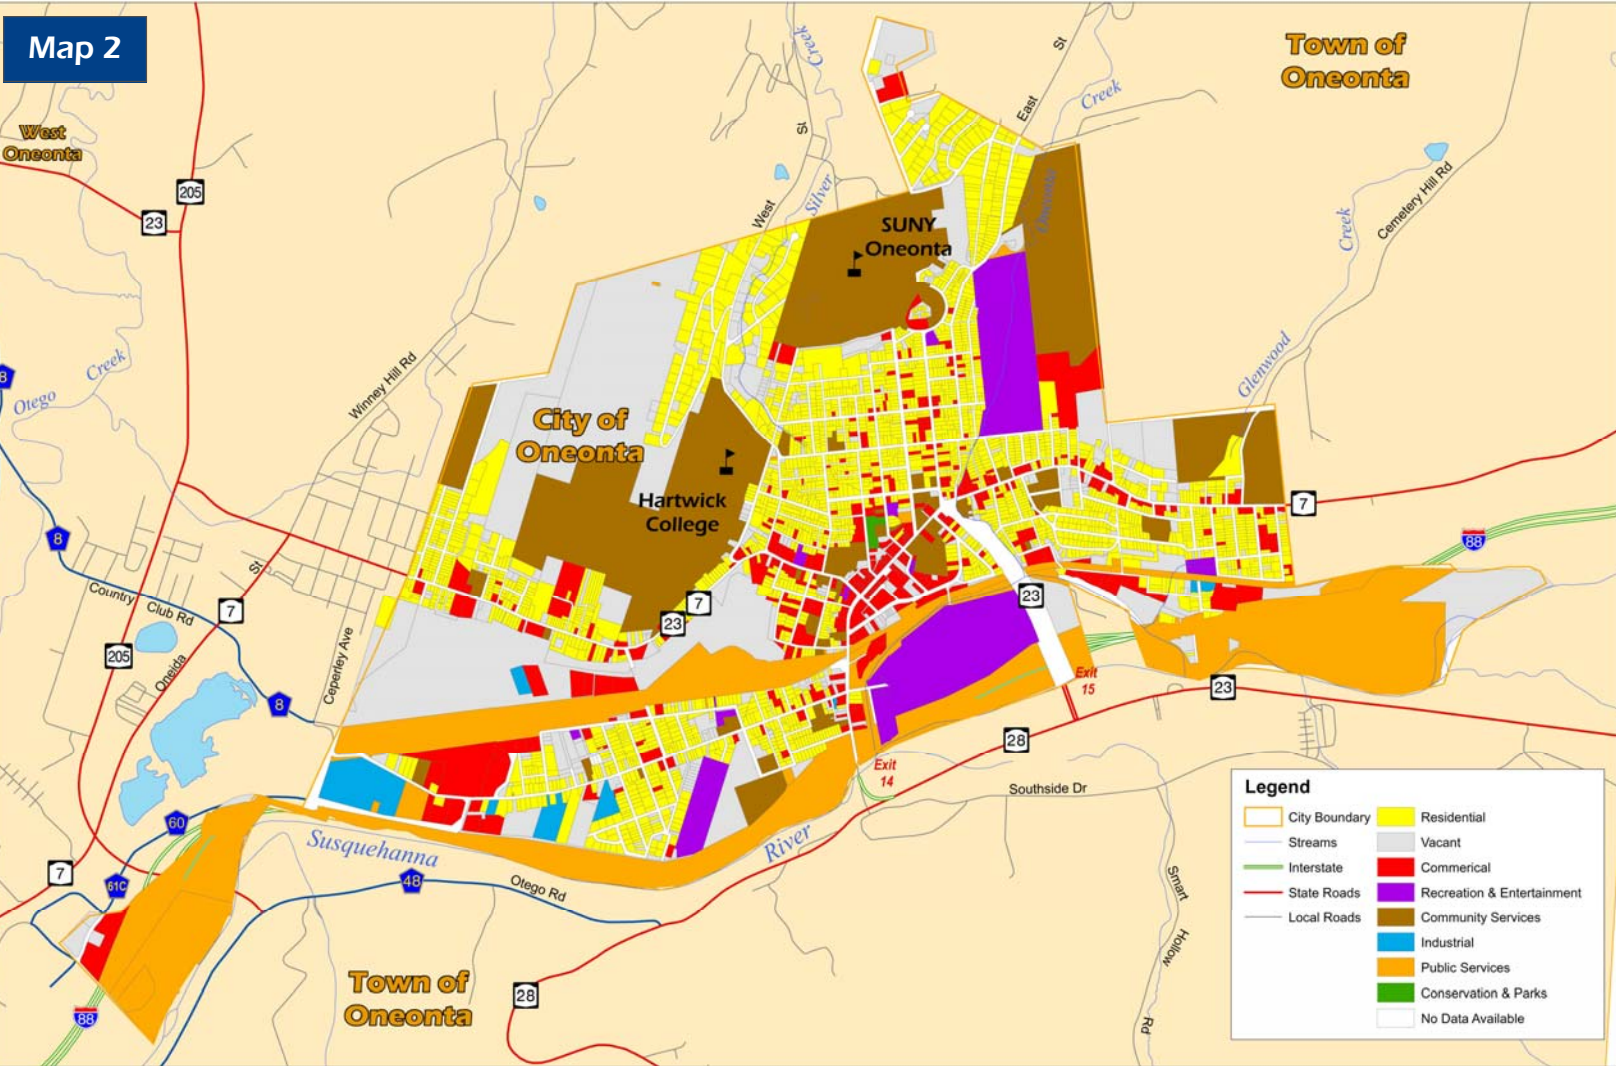 Map 2
Town of
Oneonta
West
Oneonta
205
23
Creek
St
St
East
Creek
West
Silver
Oneonta
SUNY
Oneonta
Creek
Cemetery Hill Rd
Glenwood
8
Otego
Creek
Winney Hill Rd
City of
Oneonta
Hartwick
College
7
88
8
Country
Club Rd
St
7
205
Oneida
Ceperley Ave
8
7
23
23
Exit
15
23
28
Exit
14
Southside Dr
60
Susquehanna
River
7
61C
48
Otego Rd
88
Town of
Oneonta
28
Smart
Hollow
Rd
Legend
City Boundary
Streams
Interstate
State Roads
Local Roads
Residential
Vacant
Commerical
Recreation & Entertainment
Community Services
Industrial
Public Services
Conservation & Parks
No Data Available